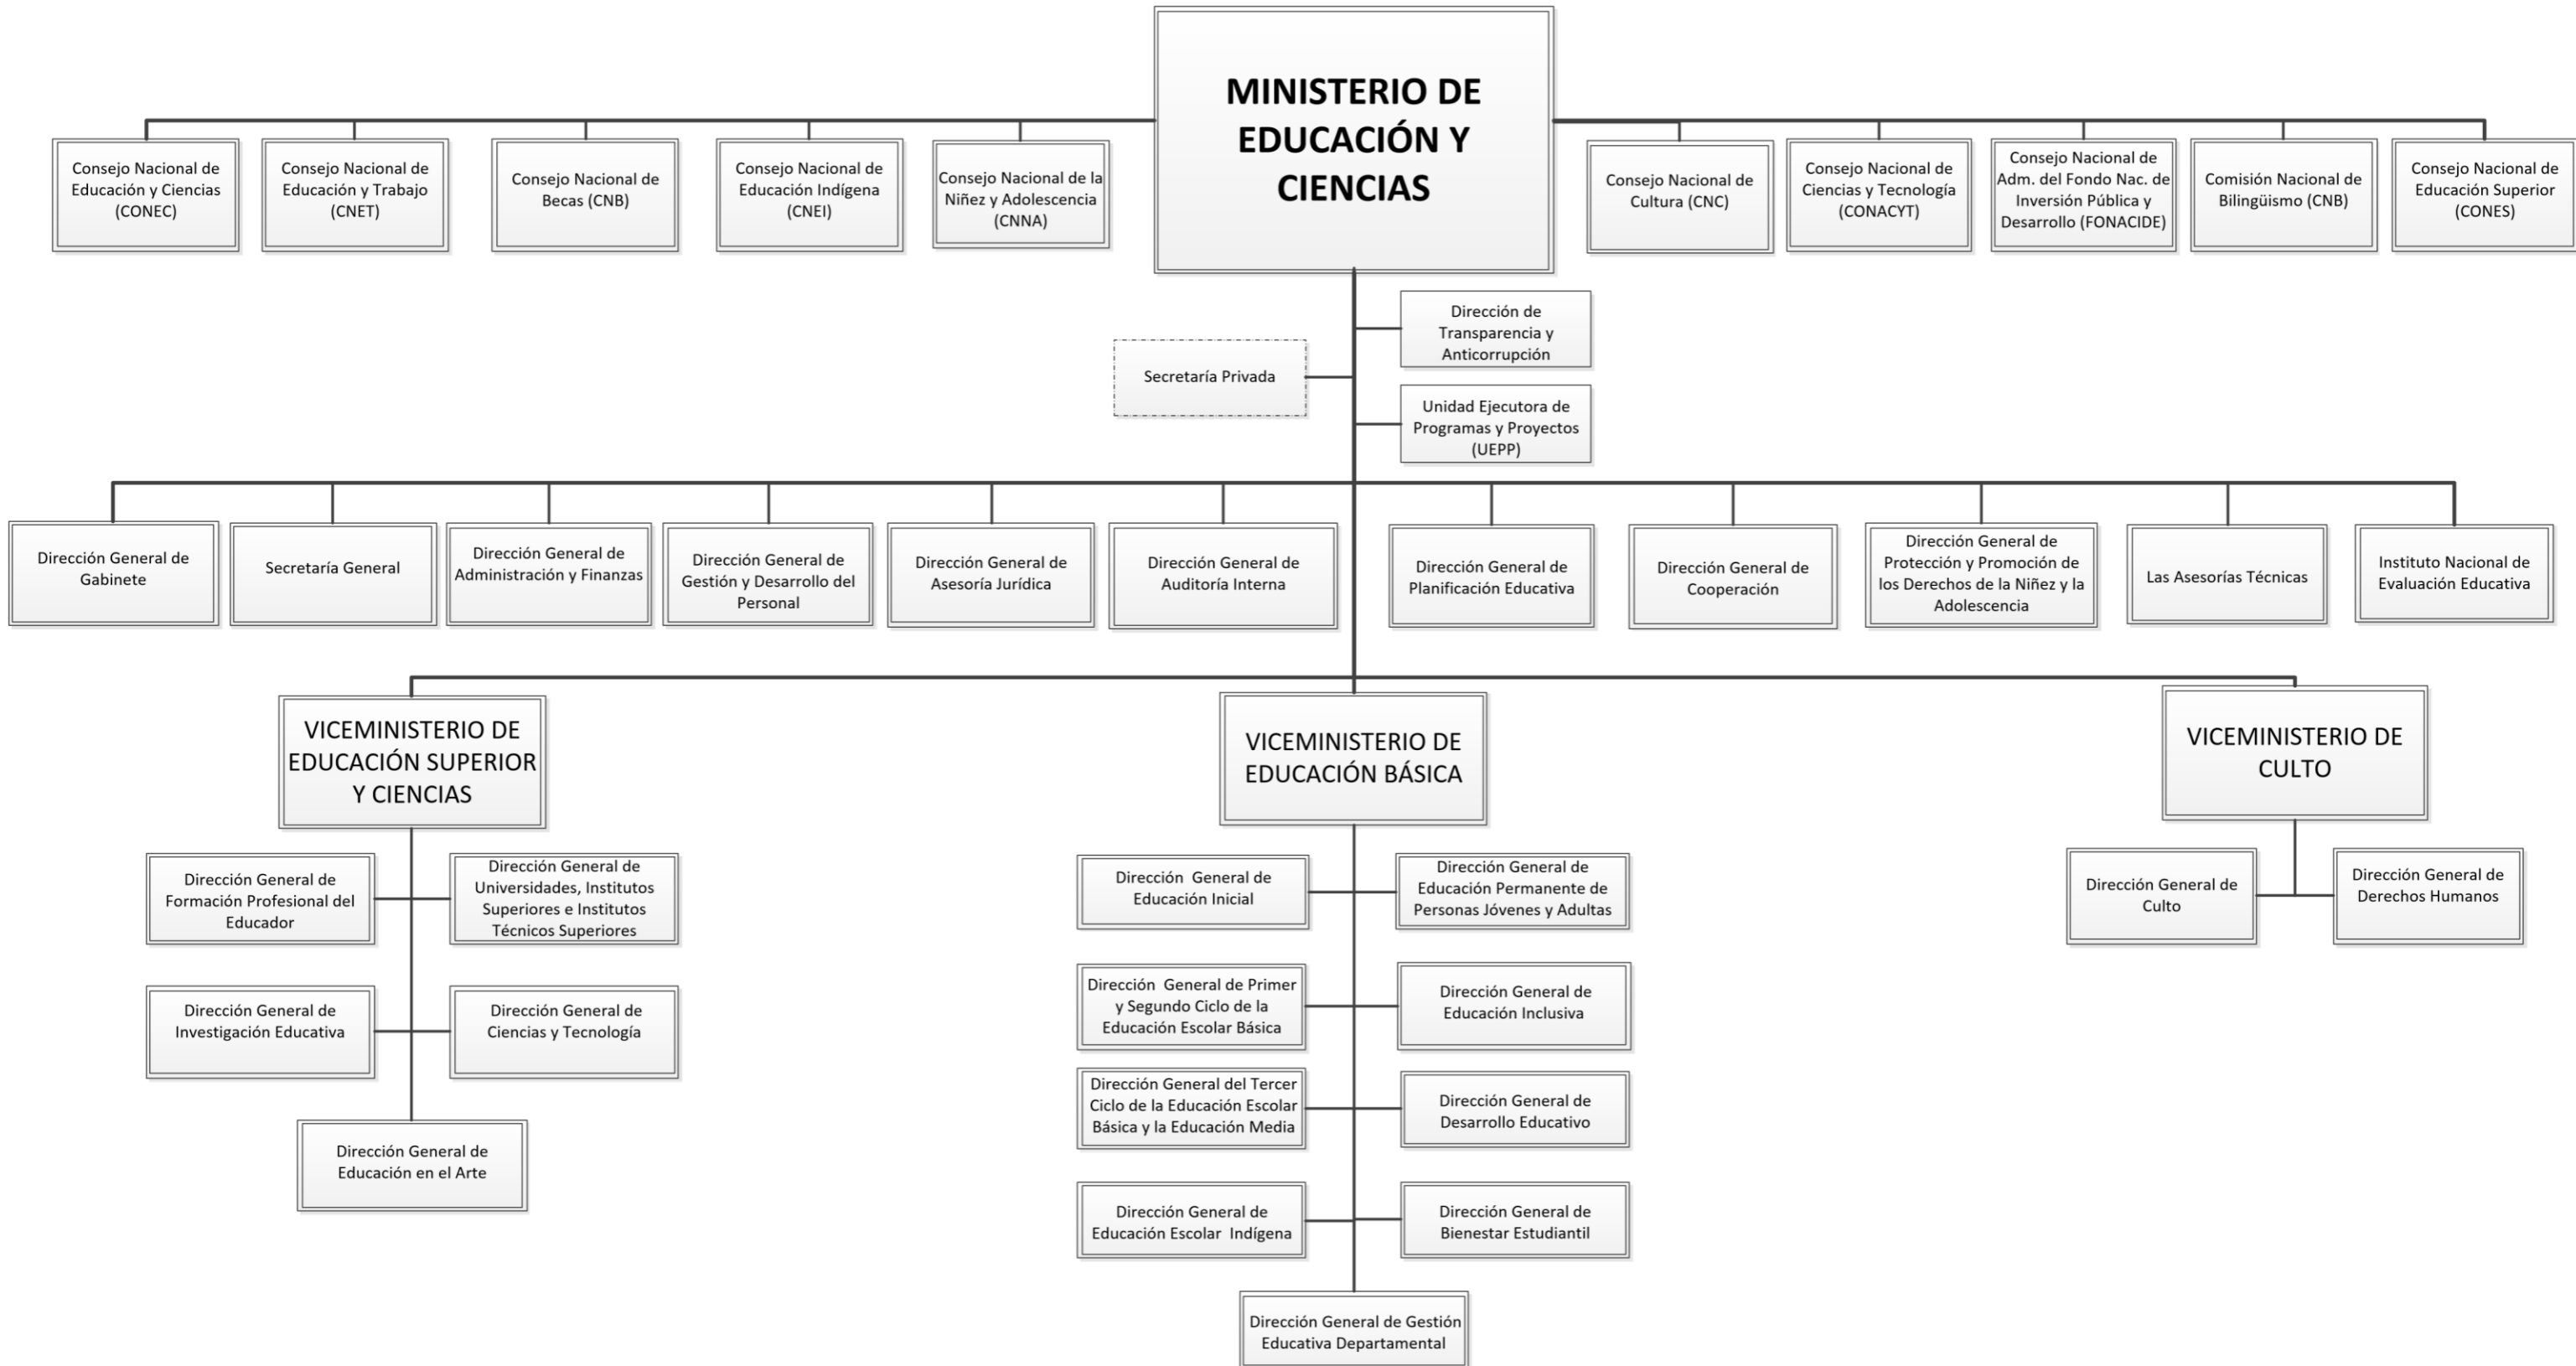 MINISTERIO DE
EDUCACIÓN Y
CIENCIAS
Consejo Nacional de
Educación y Ciencias
(CONEC)
Consejo Nacional de
Educación y Trabajo
(CNET)
Consejo Nacional de
Becas (CNB)
Consejo Nacional de
Educación Indígena
(CNEI)
Consejo Nacional de la
Niñez y Adolescencia
(CNNA)
Consejo Nacional de
Cultura (CNC)
Consejo Nacional de
Ciencias y Tecnología
(CONACYT)
Consejo Nacional de
Adm. del Fondo Nac. de
Inversión Pública y
Desarrollo (FONACIDE)
Comisión Nacional de
Bilingüismo (CNB)
Consejo Nacional de
Educación Superior
(CONES)
Dirección de
Transparencia y
Anticorrupción
Secretaría Privada
Unidad Ejecutora de
Programas y Proyectos
(UEPP)
Dirección General de
Gabinete
Secretaría General
Dirección General de
Administración y Finanzas
Dirección General de
Gestión y Desarrollo del
Personal
Dirección General de
Asesoría Jurídica
Dirección General de
Auditoría Interna
Dirección General de
Planificación Educativa
Dirección General de
Cooperación
Dirección General de
Protección y Promoción de
los Derechos de la Niñez y la
Adolescencia
Las Asesorías Técnicas
Instituto Nacional de
Evaluación Educativa
VICEMINISTERIO DE
EDUCACIÓN SUPERIOR
Y CIENCIAS
VICEMINISTERIO DE
EDUCACIÓN BÁSICA
VICEMINISTERIO DE
CULTO
Dirección General de
Formación Profesional del
Educador
Dirección General de
Universidades, Institutos
Superiores e Institutos
Técnicos Superiores
Dirección General de
Investigación Educativa
Dirección General de
Ciencias y Tecnología
Dirección General de
Educación en el Arte
Dirección General de
Educación Inicial
Dirección General de
Educación Permanente de
Personas Jóvenes y Adultas
Dirección General de Primer
y Segundo Ciclo de la
Educación Escolar Básica
Dirección General de
Educación Inclusiva
Dirección General del Tercer
Ciclo de la Educación Escolar
Básica y la Educación Media
Dirección General de
Desarrollo Educativo
Dirección General de
Educación Escolar Indígena
Dirección General de
Bienestar Estudiantil
Dirección General de Gestión
Educativa Departamental
Dirección General de
Culto
Dirección General de
Derechos Humanos